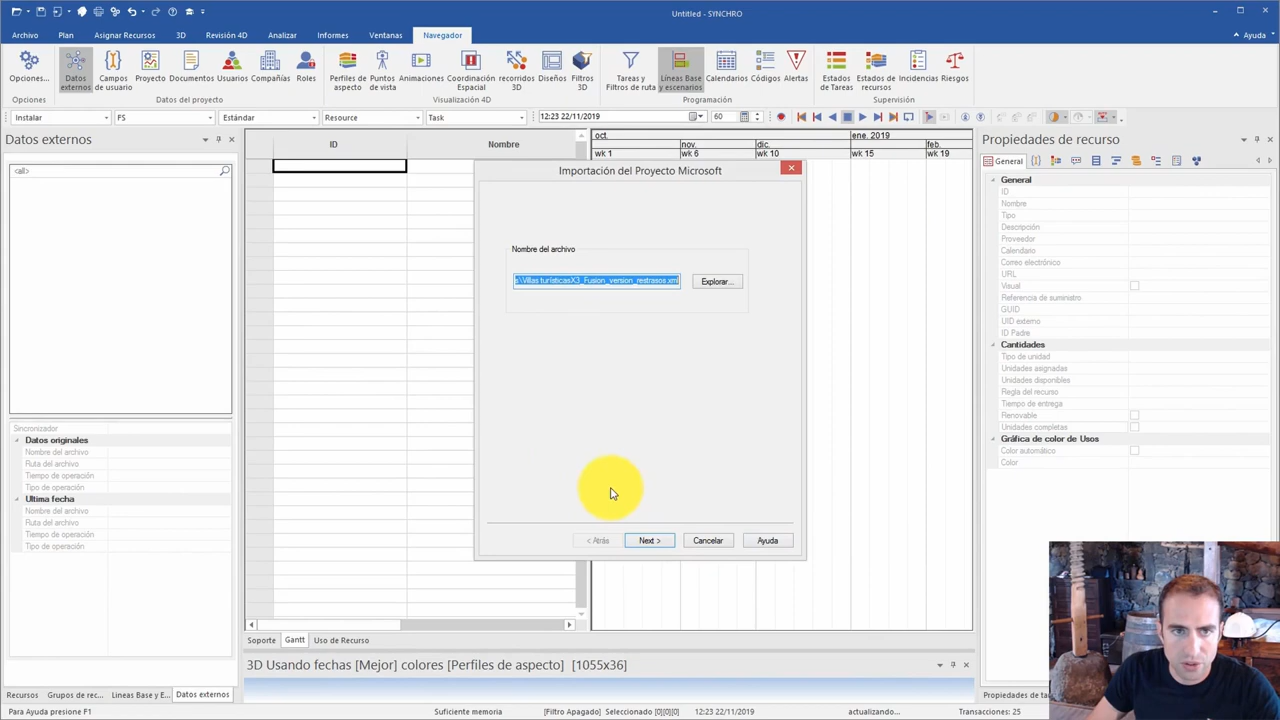 Untitled - SYNCHRO
Archivo Plan Asignar Recursos 3D Revisión 4D Analizar Informes Ventanas Navegador Ayuda
Opciones... Datos externos Campos de usuario Proyecto Documentos Usuarios Compañías Roles Perfiles de aspecto Puntos de vista Animaciones Coordinación Espacial recorridos 3D Diseños Filtros 3D Tareas y Filtros de ruta Líneas Base y escenarios Calendarios Códigos Alertas Estados de Tareas Estados de recursos Incidencias Riesgos
Opciones Datos del proyecto Visualización 4D Programación Supervisión
Instalar FS Estándar Resource Task 12:23 22/11/2019 60
Datos externos
<all>
Sincronizador
Datos originales
Nombre del archivo
Ruta del archivo
Tiempo de operación
Tipo de operación
Ultima fecha
Nombre del archivo
Ruta del archivo
Tiempo de operación
Tipo de operación
Recursos Grupos de rec... Lineas Base y E... Datos externos
ID Nombre
oct. ene. 2019
nov. dic. feb.
wk 1 wk 6 wk 10 wk 15 wk 19
Importación del Proyecto Microsoft
Nombre del archivo
s\Villas turísticasX3_Fusion_version_restrasos.xml Explorar...
< Atrás Next > Cancelar Ayuda
Soporte Gantt Uso de Recurso
3D Usando fechas [Mejor] colores [Perfiles de aspecto] [1055x36]
Propiedades de recurso
General
General
ID
Nombre
Tipo
Descripción
Proveedor
Calendario
Correo electrónico
URL
Visual
Referencia de suministro
GUID
UID externo
ID Padre
Cantidades
Tipo de unidad
Unidades asignadas
Unidades disponibles
Regla del recurso
Tiempo de entrega
Renovable
Unidades completas
Gráfica de color de Usos
Color automático
Color
Propiedades de ta
Para Ayuda presione F1 Suficiente memoria [Filtro Apagado] Seleccionado [0][0][0] 12:23 22/11/2019 actualizando... Transacciones: 25